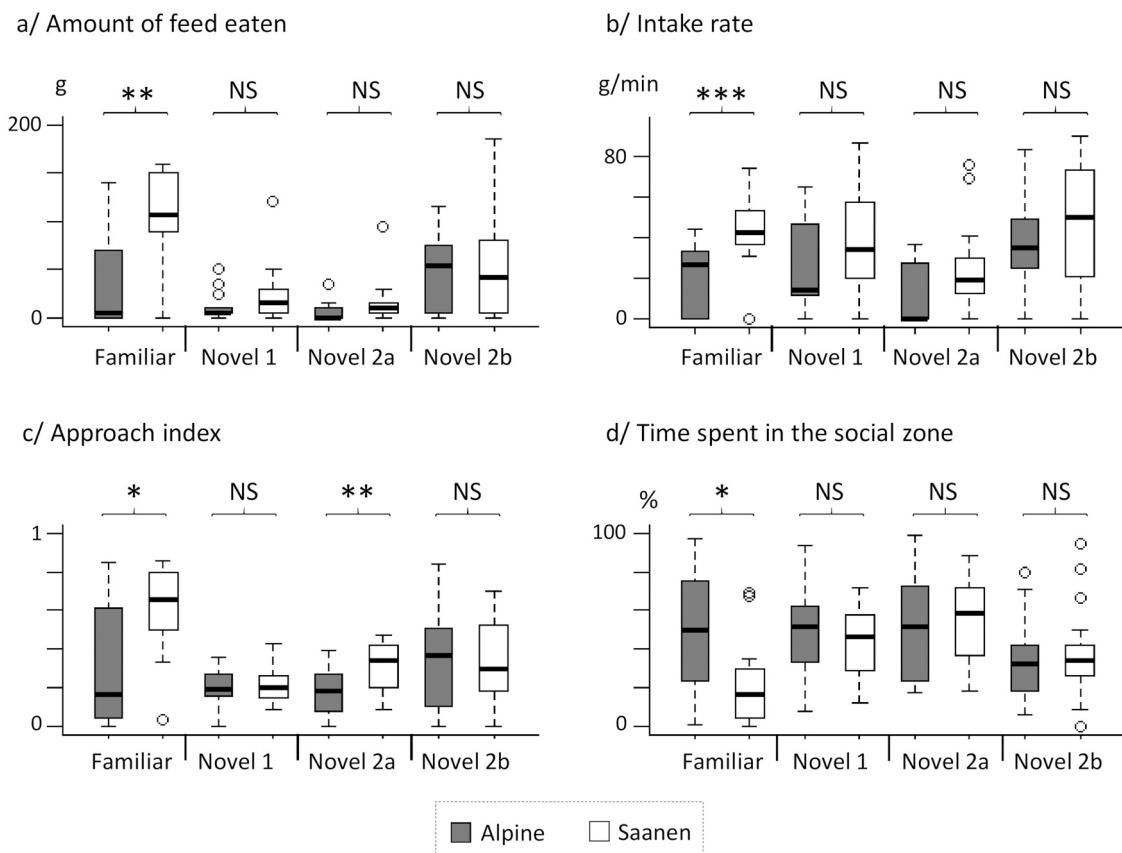 a/ Amount of feed eaten
g
** NS NS NS
200
0
Familiar Novel 1 Novel 2a Novel 2b
b/ Intake rate
g/min
*** NS NS NS
80
0
Familiar Novel 1 Novel 2a Novel 2b
c/ Approach index
* NS ** NS
1
0
Familiar Novel 1 Novel 2a Novel 2b
d/ Time spent in the social zone
%
* NS NS NS
100
0
Familiar Novel 1 Novel 2a Novel 2b
Alpine Saanen